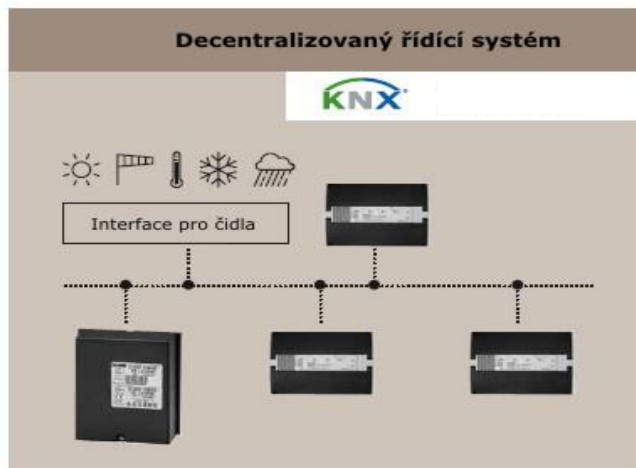 Decentralizovaný řídící systém
KNX
Interface pro čidla